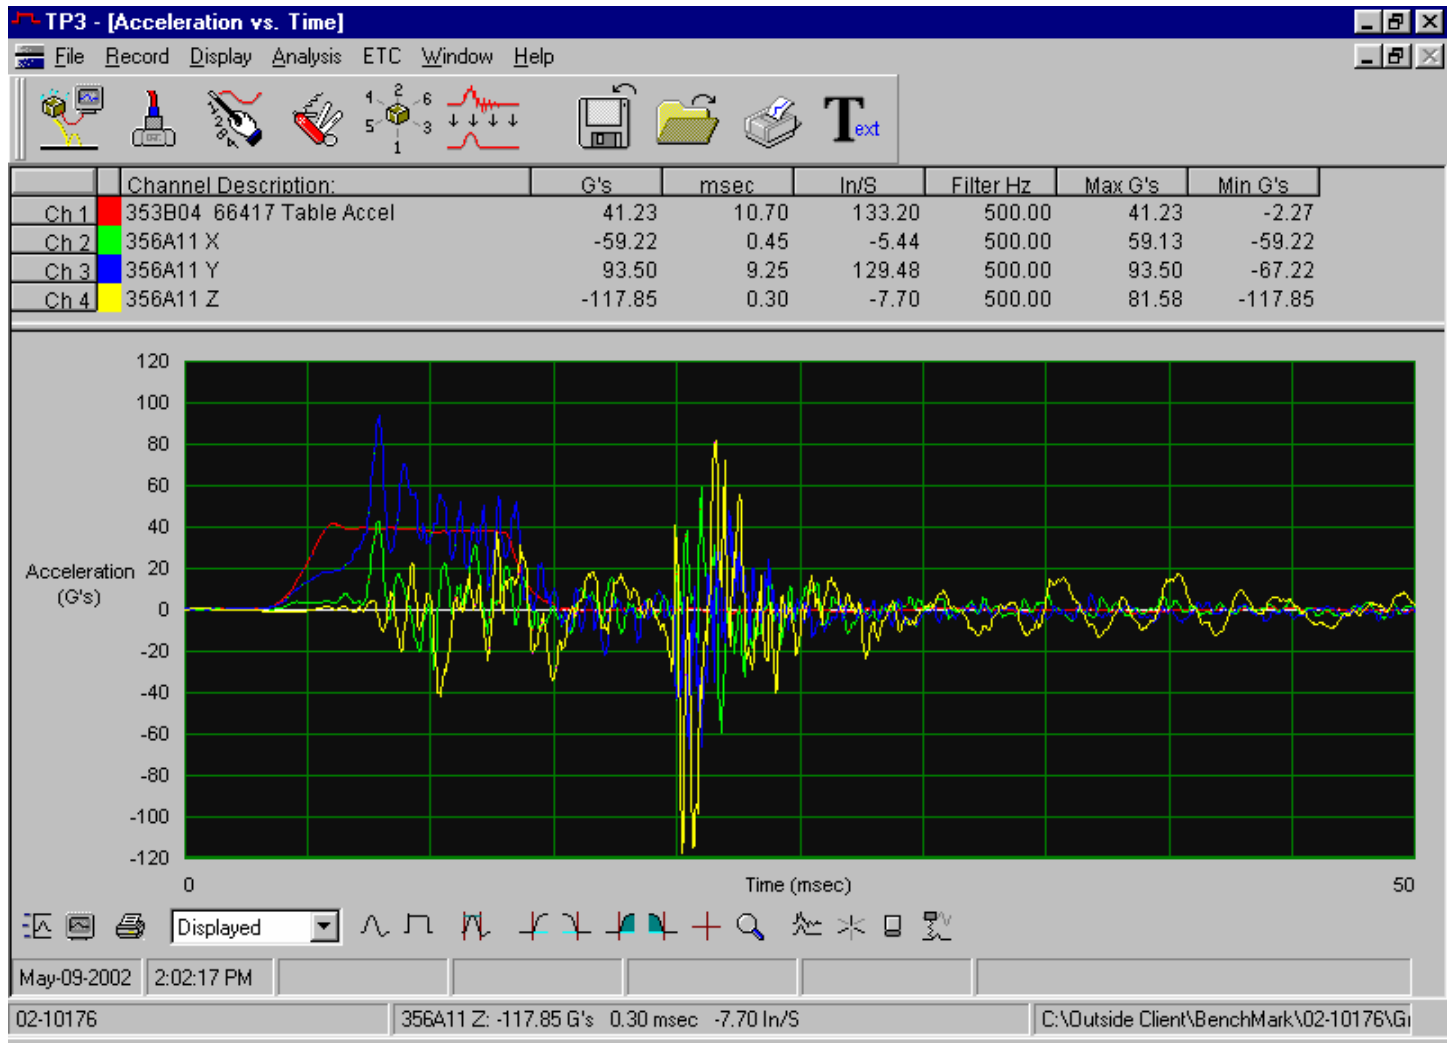 TP3 - [Acceleration vs. Time]
File Record Display Analysis ETC Window Help
4 2 6 5 3 1
Text
Channel Description: G's msec In/S Filter Hz Max G's Min G's
Ch 1 353B04 66417 Table Accel 41.23 10.70 133.20 500.00 41.23 -2.27
Ch 2 356A11 X -59.22 0.45 -5.44 500.00 59.13 -59.22
Ch 3 356A11 Y 93.50 9.25 129.48 500.00 93.50 -67.22
Ch 4 356A11 Z -117.85 0.30 -7.70 500.00 81.58 -117.85
120
100
80
60
40
20
0
-20
-40
-60
-80
-100
-120
Acceleration
(G's)
0 Time (msec) 50
Displayed
May-09-2002 2:02:17 PM
02-10176 356A11 Z: -117.85 G's 0.30 msec -7.70 In/S C:\Outside Client\BenchMark\02-10176\